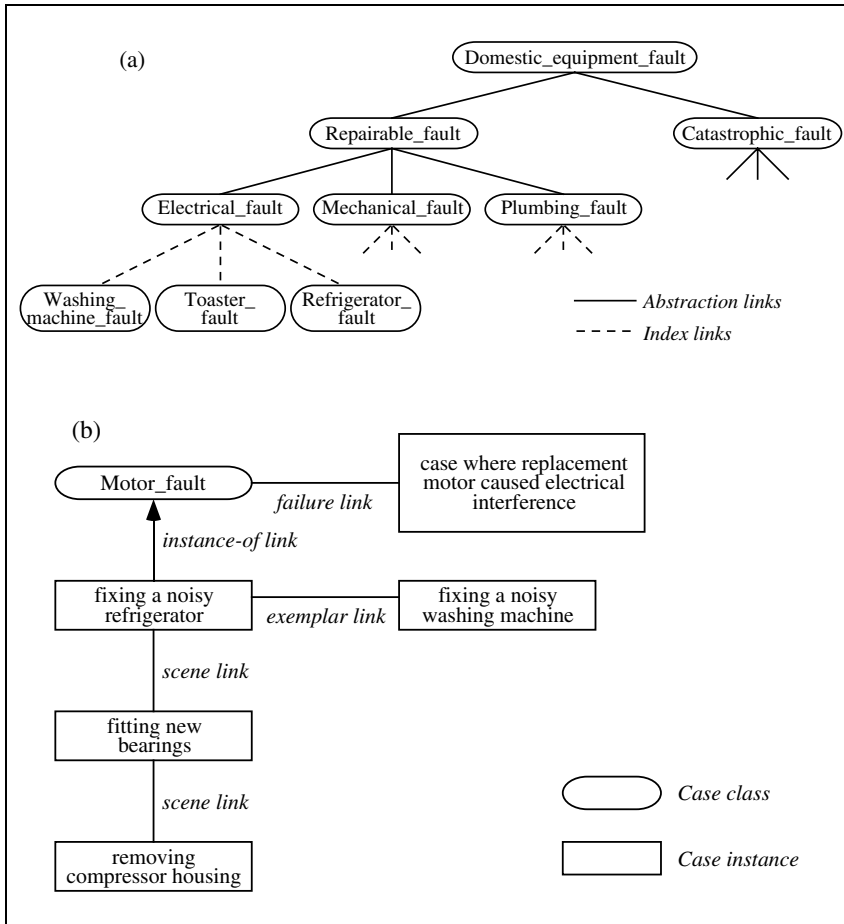 (a)
Domestic_equipment_fault
Repairable_fault
Catastrophic_fault
Electrical_fault
Mechanical_fault
Plumbing_fault
Washing_
machine_fault
Toaster_
fault
Refrigerator_
fault
Abstraction links
Index links
(b)
Motor_fault
failure link
case where replacement
motor caused electrical
interference
instance-of link
fixing a noisy
refrigerator
exemplar link
fixing a noisy
washing machine
scene link
fitting new
bearings
scene link
removing
compressor housing
Case class
Case instance